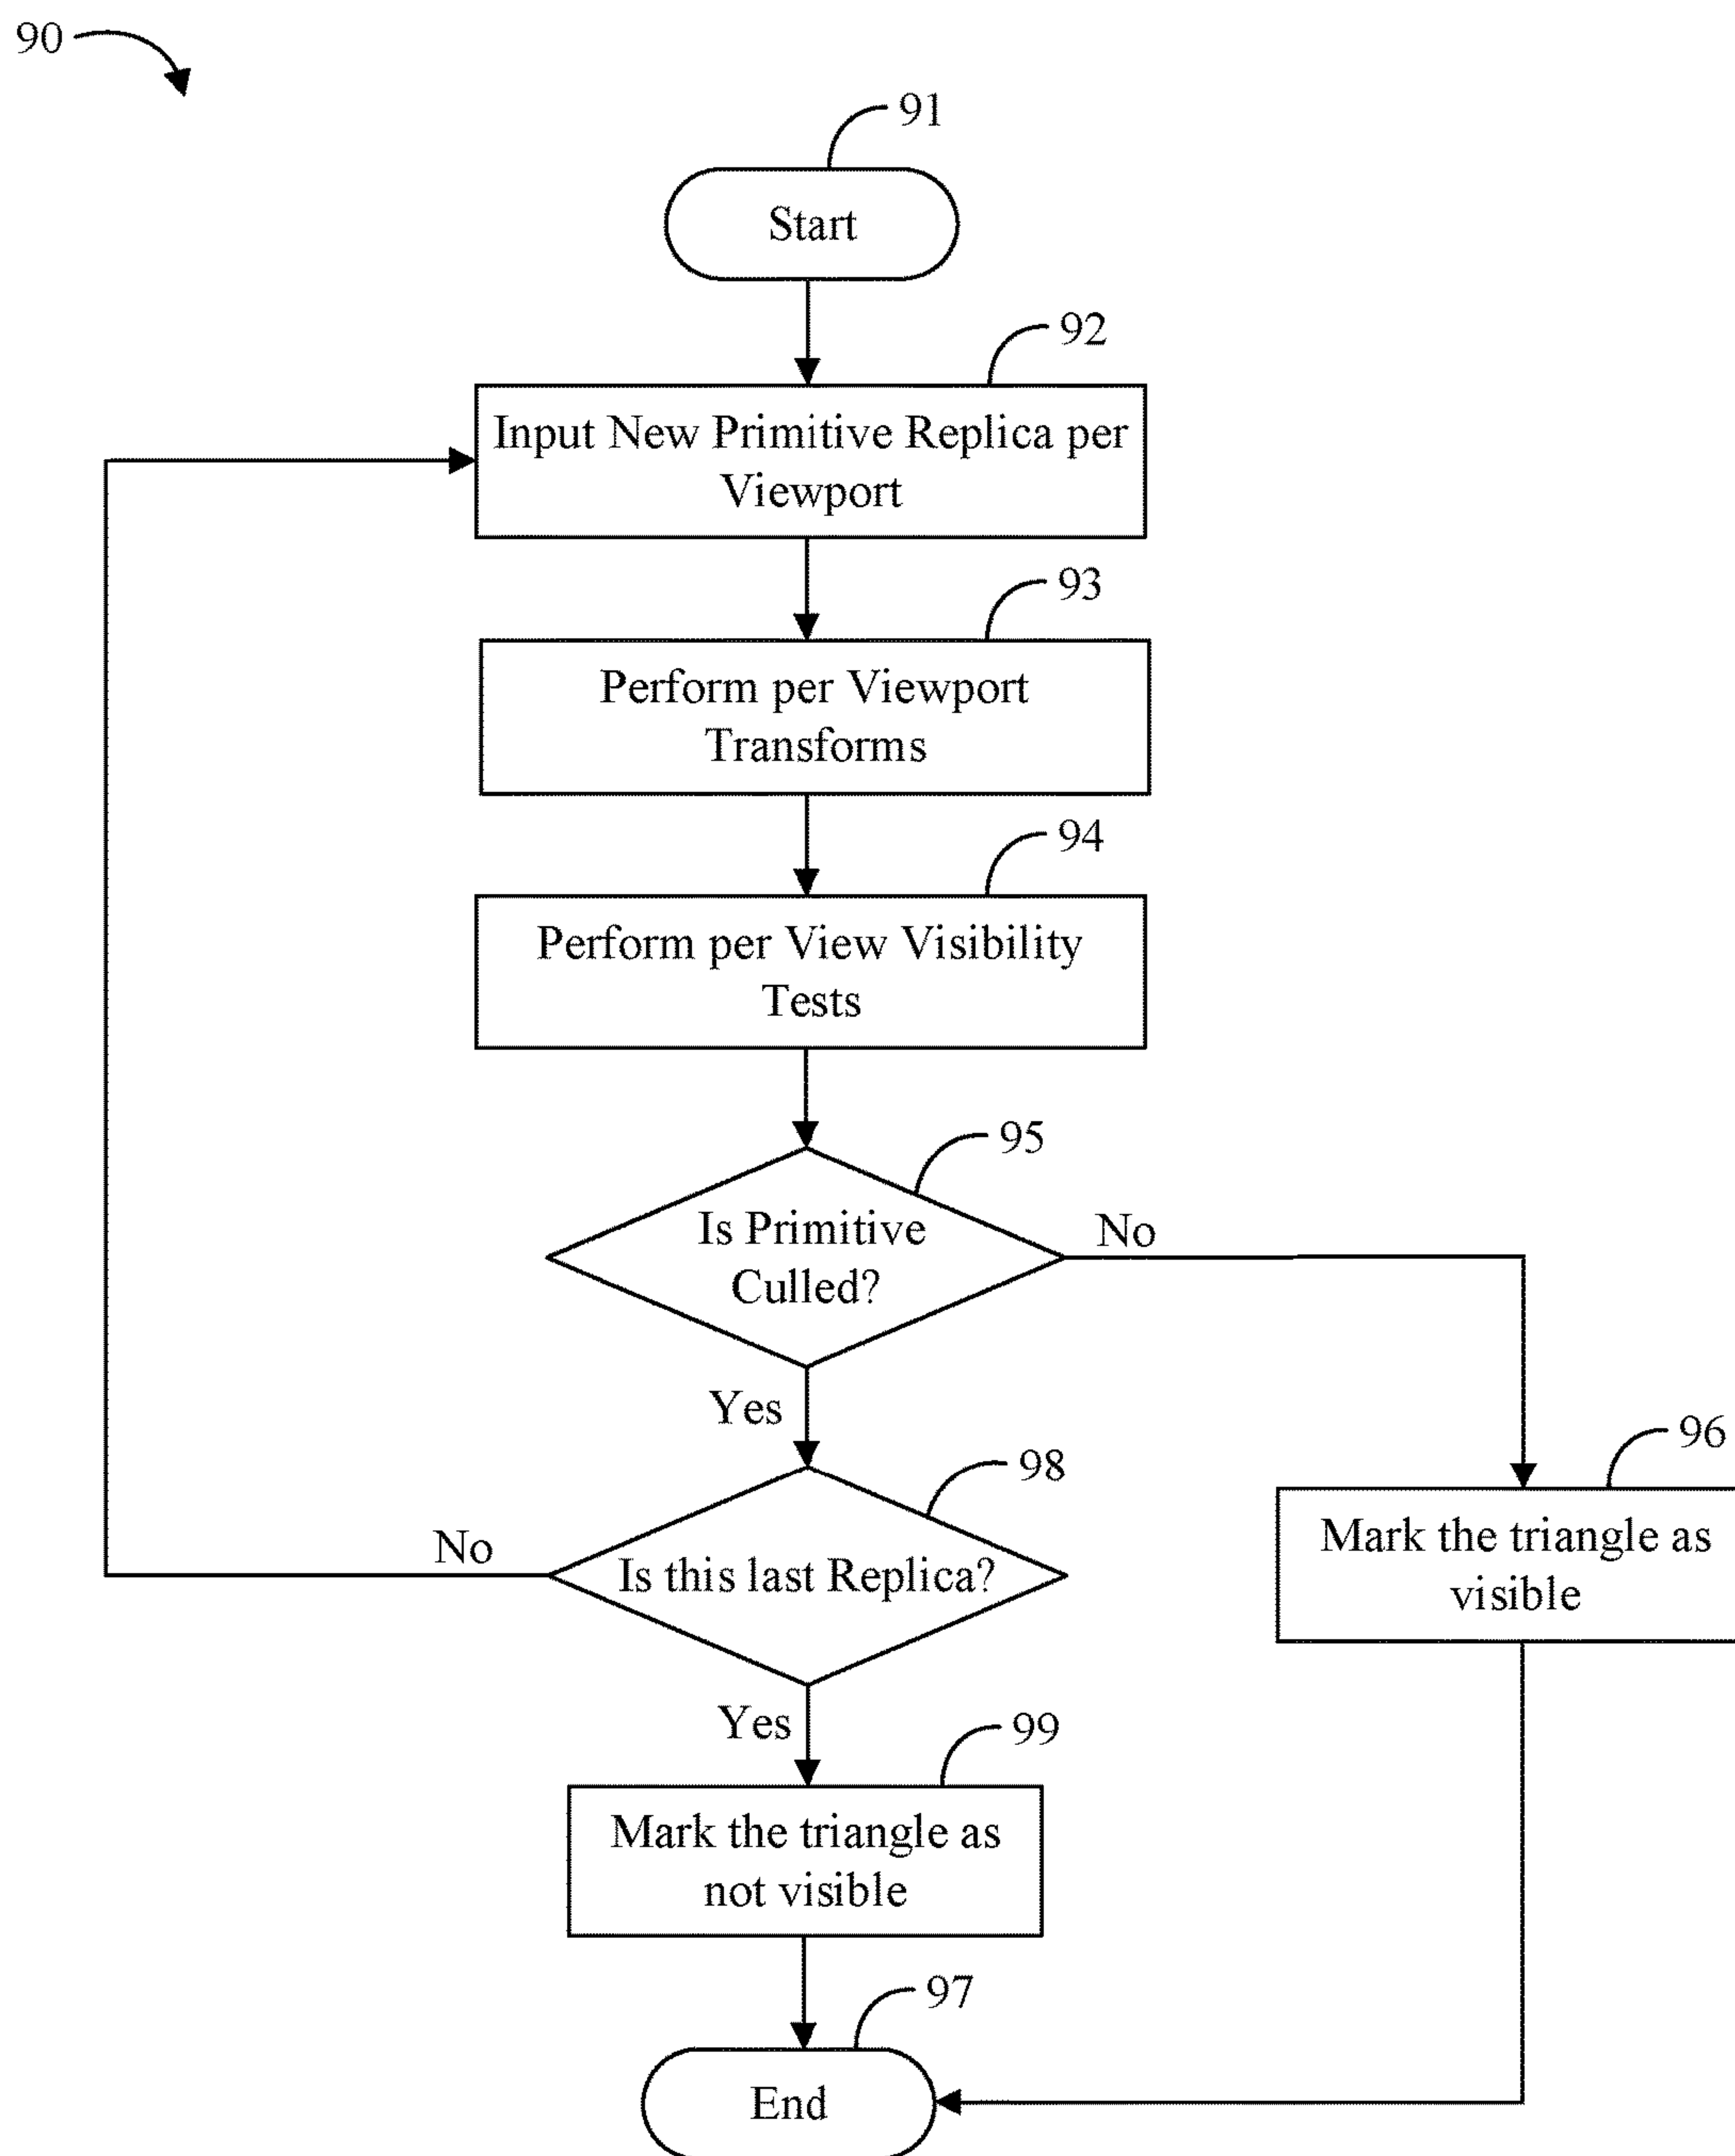 90
91
Start
92
Input New Primitive Replica per
Viewport
93
Perform per Viewport
Transforms
94
Perform per View Visibility
Tests
95
Is Primitive
Culled?
No
Yes
98
96
Is this last Replica?
No
Mark the triangle as
visible
Yes
99
Mark the triangle as
not visible
97
End